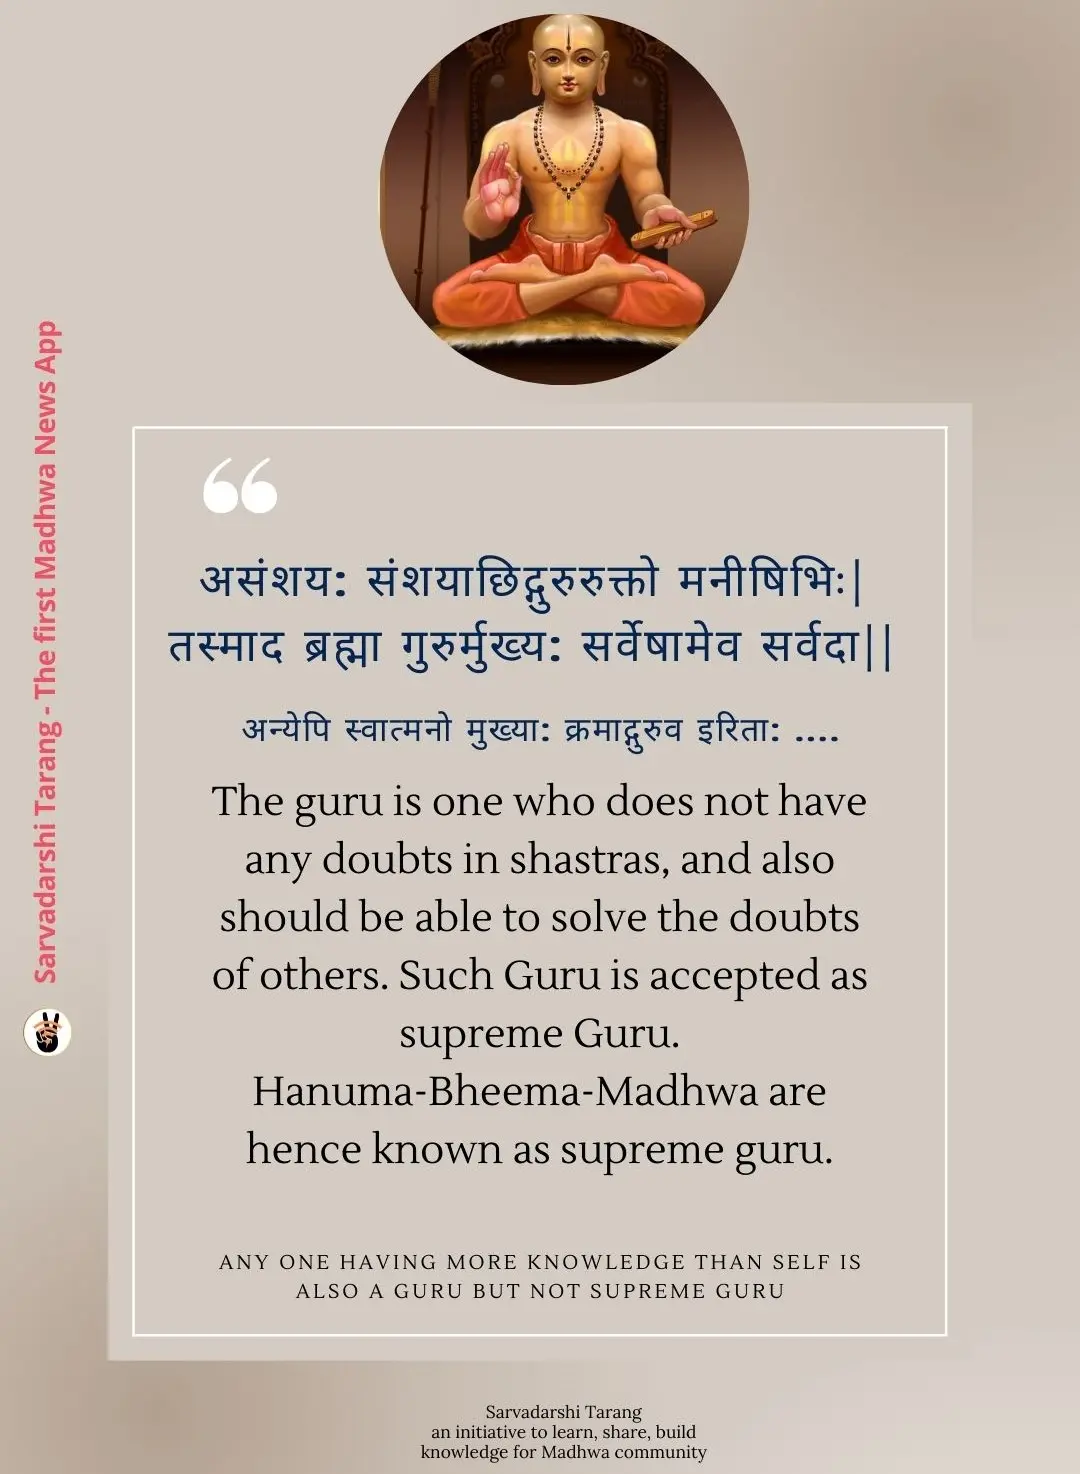 Sarvadarshi Tarang - The first Madhwa News App
असंशय: संशयाछिद्गुरुरुक्तो मनीषिभिः|
तस्माद ब्रह्मा गुरुर्मुख्य: सर्वेषामेव सर्वदा||
अन्येपि स्वात्मनो मुख्या: क्रमाद्गुरुव इरिता: ....
The guru is one who does not have
any doubts in shastras, and also
should be able to solve the doubts
of others. Such Guru is accepted as
supreme Guru.
Hanuma-Bheema-Madhwa are
hence known as supreme guru.
ANY ONE HAVING MORE KNOWLEDGE THAN SELF IS
ALSO A GURU BUT NOT SUPREME GURU
Sarvadarshi Tarang
an initiative to learn, share, build
knowledge for Madhwa community